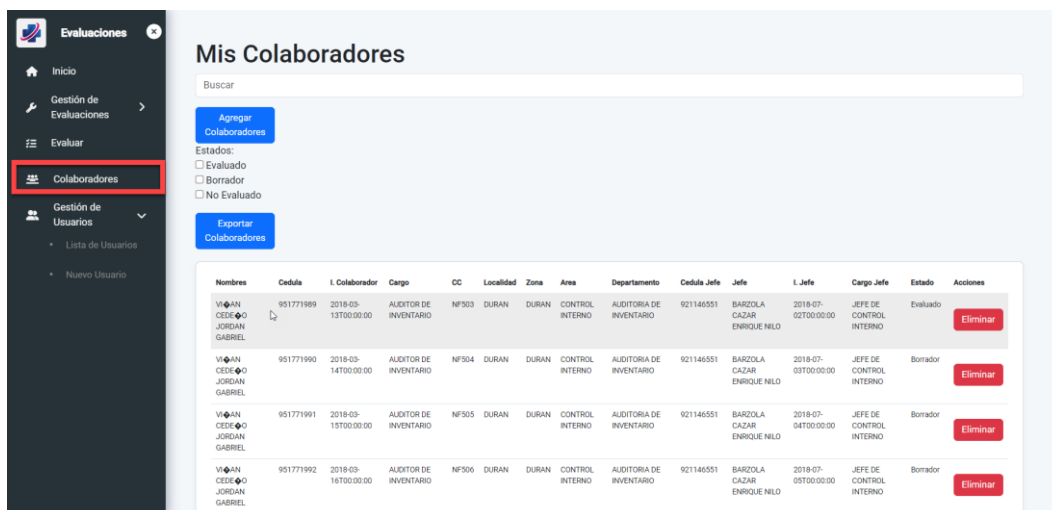 Evaluaciones
Inicio
Gestión de
Evaluaciones
Evaluar
Colaboradores
Gestión de
Usuarios
Lista de Usuarios
Nuevo Usuario
Mis Colaboradores
Buscar
Agregar
Colaboradores
Estados:
Evaluado
Borrador
No Evaluado
Exportar
Colaboradores
Nombres Cedula I. Colaborador Cargo CC Localidad Zona Area Departamento Cedula Jefe Jefe I. Jefe Cargo Jefe Estado Acciones
VI�AN 951771989 2018-03- AUDITOR DE NF503 DURAN DURAN CONTROL AUDITORIA DE 921146551 BARZOLA 2018-07- JEFE DE Evaluado
CEDE�O 13T00:00:00 INVENTARIO INTERNO INVENTARIO CAZAR 02T00:00:00 CONTROL Eliminar
JORDAN ENRIQUE NILO INTERNO
GABRIEL
VI�AN 951771990 2018-03- AUDITOR DE NF504 DURAN DURAN CONTROL AUDITORIA DE 921146551 BARZOLA 2018-07- JEFE DE Borrador
CEDE�O 14T00:00:00 INVENTARIO INTERNO INVENTARIO CAZAR 03T00:00:00 CONTROL Eliminar
JORDAN ENRIQUE NILO INTERNO
GABRIEL
VI�AN 951771991 2018-03- AUDITOR DE NF505 DURAN DURAN CONTROL AUDITORIA DE 921146551 BARZOLA 2018-07- JEFE DE Borrador
CEDE�O 15T00:00:00 INVENTARIO INTERNO INVENTARIO CAZAR 04T00:00:00 CONTROL Eliminar
JORDAN ENRIQUE NILO INTERNO
GABRIEL
VI�AN 951771992 2018-03- AUDITOR DE NF506 DURAN DURAN CONTROL AUDITORIA DE 921146551 BARZOLA 2018-07- JEFE DE Borrador
CEDE�O 16T00:00:00 INVENTARIO INTERNO INVENTARIO CAZAR 05T00:00:00 CONTROL Eliminar
JORDAN ENRIQUE NILO INTERNO
GABRIEL